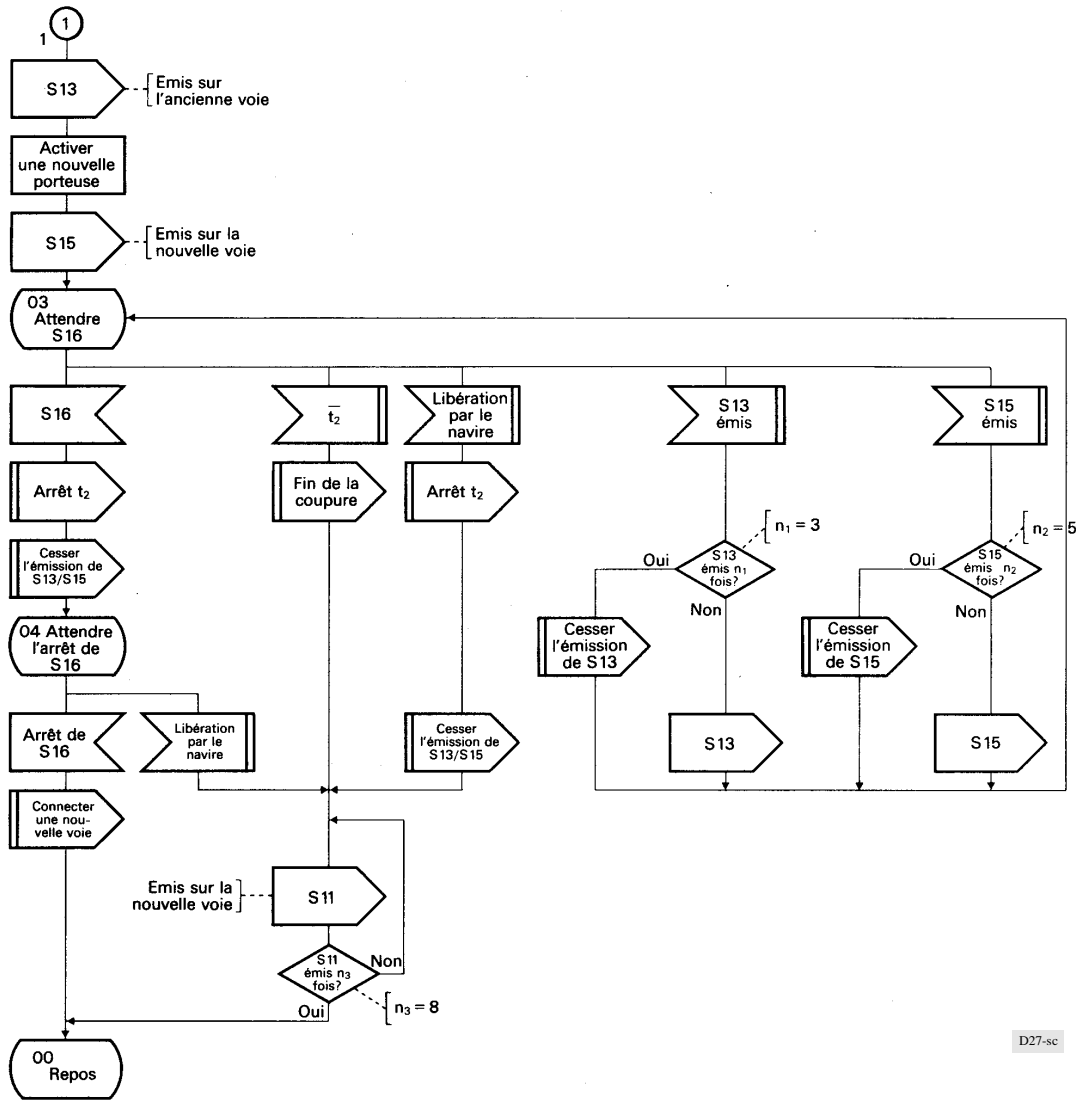 1
1
S13
Emis sur
l'ancienne voie
Activer
une nouvelle
porteuse
S15
Emis sur la
nouvelle voie
03
Attendre
S16
S16
t2
Libération
par le
navire
S13
émis
S15
émis
Arrêt t2
Fin de la
coupure
Arrêt t2
n1 = 3
n2 = 5
Cesser
l'émission de
S13/S15
Oui
S13
émis n1
fois?
Non
Oui
S15
émis n2
fois?
Non
04 Attendre
l'arrêt de
S16
Cesser
l'émission
de S13
Cesser
l'émission
de S15
Arrêt de
S16
Libération
par le
navire
Cesser
l'émission de
S13/S15
S13
S15
Connecter
une nou-
velle voie
Emis sur la
nouvelle voie
S11
S11
émis n3
fois?
Non
Oui
n3 = 8
00
Repos
D27-sc